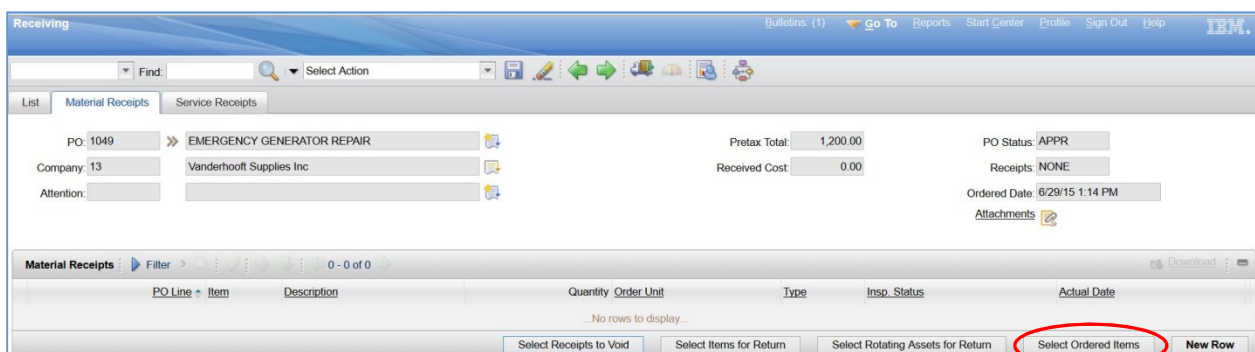 Receiving Bulletins: (1) Go To Reports Start Center Profile Sign Out Help IBM.
Find: Select Action
List Material Receipts Service Receipts
PO: 1049 EMERGENCY GENERATOR REPAIR Pretax Total: 1,200.00 PO Status: APPR
Company: 13 Vanderhooft Supplies Inc Received Cost: 0.00 Receipts: NONE
Attention: Ordered Date: 6/29/15 1:14 PM
Attachments
Material Receipts Filter 0 - 0 of 0 Download
PO Line Item Description Quantity Order Unit Type Insp. Status Actual Date
...No rows to display...
Select Receipts to Void Select Items for Return Select Rotating Assets for Return Select Ordered Items New Row